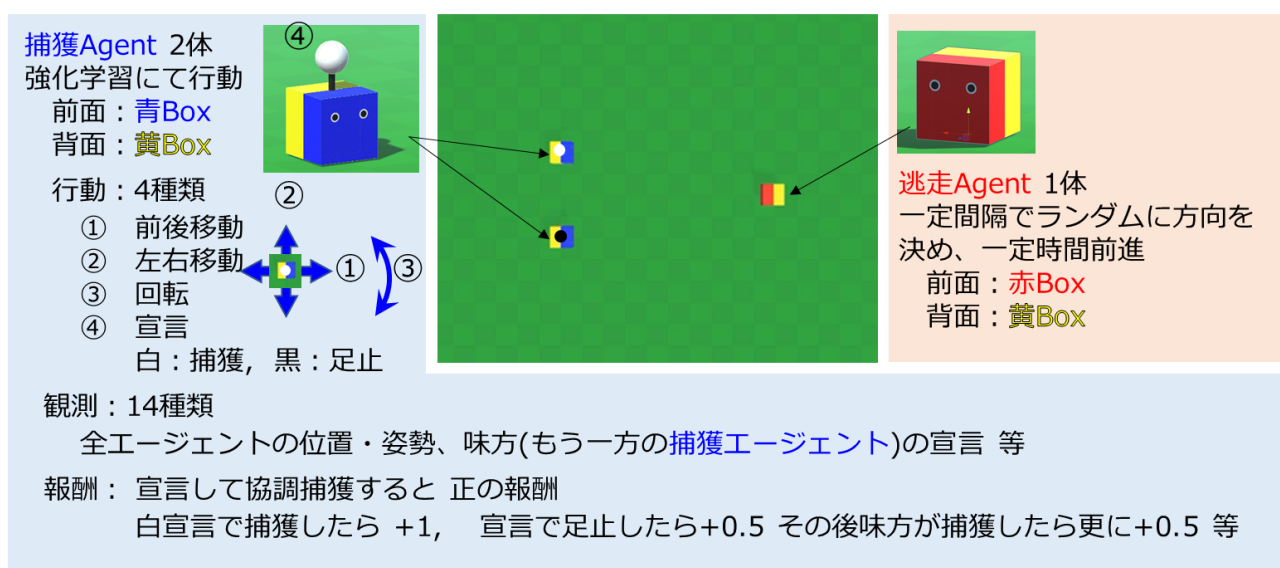 捕獲Agent 2体
強化学習にて行動
前面：青Box
背面：黄Box
④
行動：4種類
① 前後移動
② 左右移動
③ 回転
④ 宣言
白：捕獲, 黒：足止
②
①
③
逃走Agent 1体
一定間隔でランダムに方向を
決め、一定時間前進
前面：赤Box
背面：黄Box
観測：14種類
全エージェントの位置・姿勢、味方(もう一方の捕獲エージェント)の宣言 等
報酬： 宣言して協調捕獲すると 正の報酬
白宣言で捕獲したら +1, 宣言で足止したら+0.5 その後味方が捕獲したら更に+0.5 等